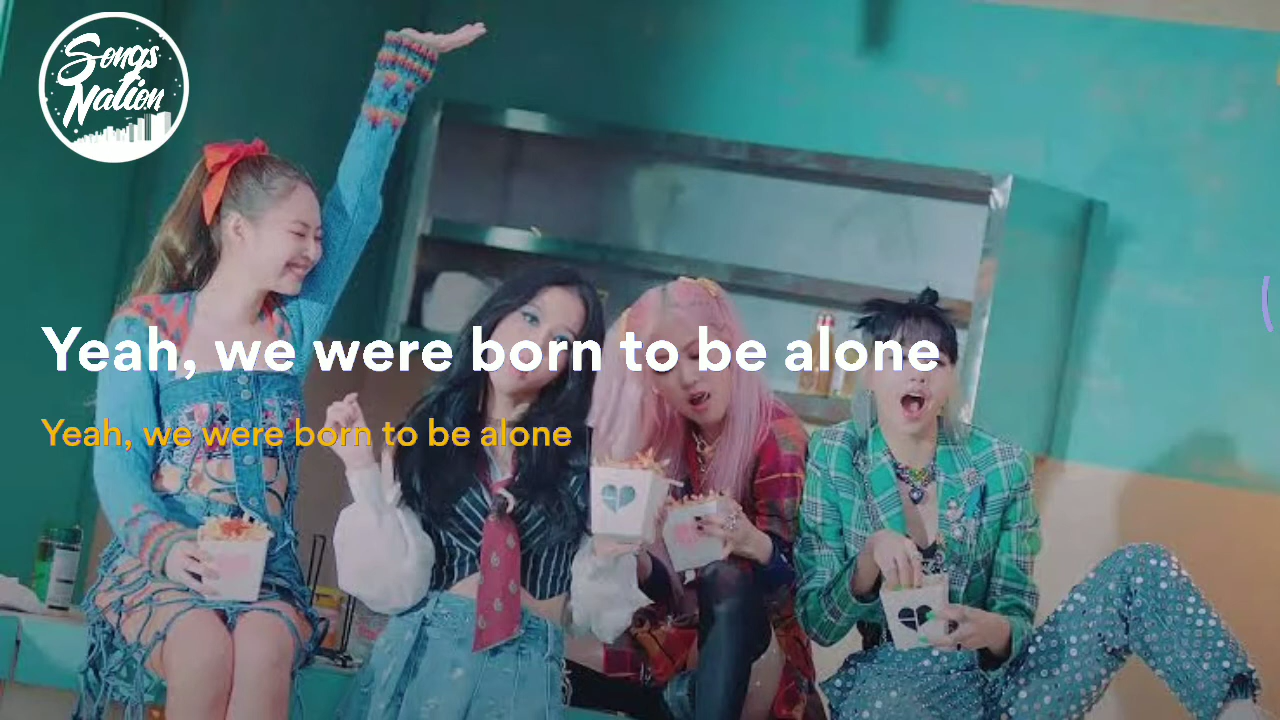 Songs
Nation
Yeah, we were born to be alone
Yeah, we were born to be alone